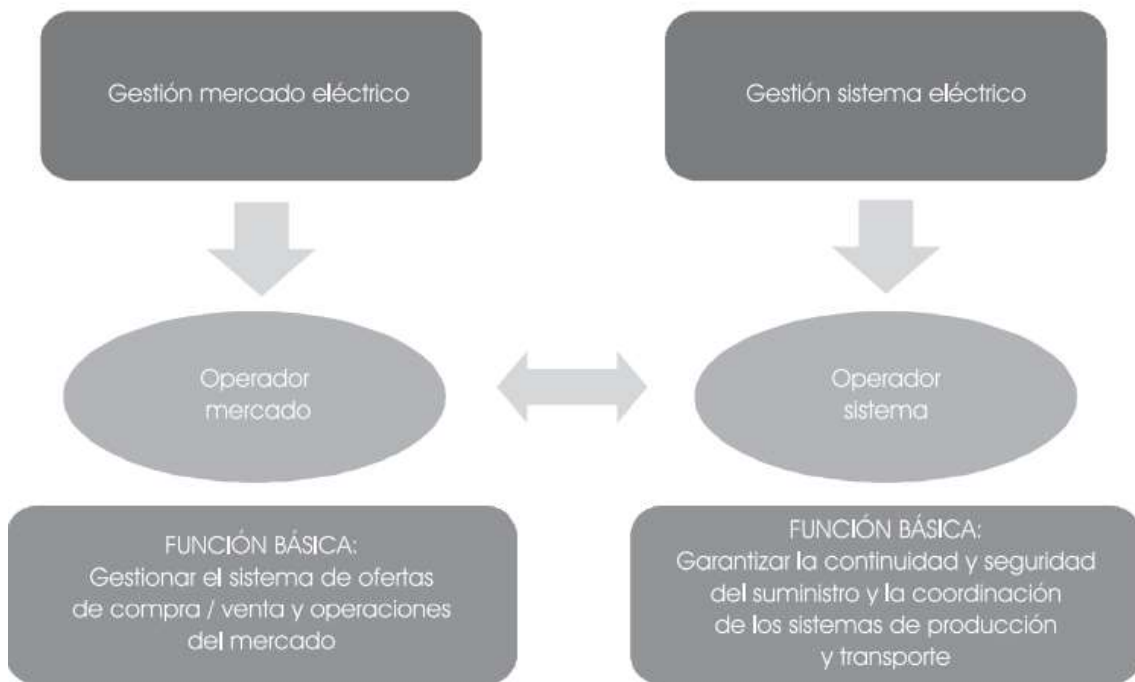 Gestión mercado eléctrico
Gestión sistema eléctrico
Operador
mercado
Operador
sistema
FUNCIÓN BÁSICA:
Gestionar el sistema de ofertas
de compra / venta y operaciones
del mercado
FUNCIÓN BÁSICA:
Garantizar la continuidad y seguridad
del suministro y la coordinación
de los sistemas de producción
y transporte